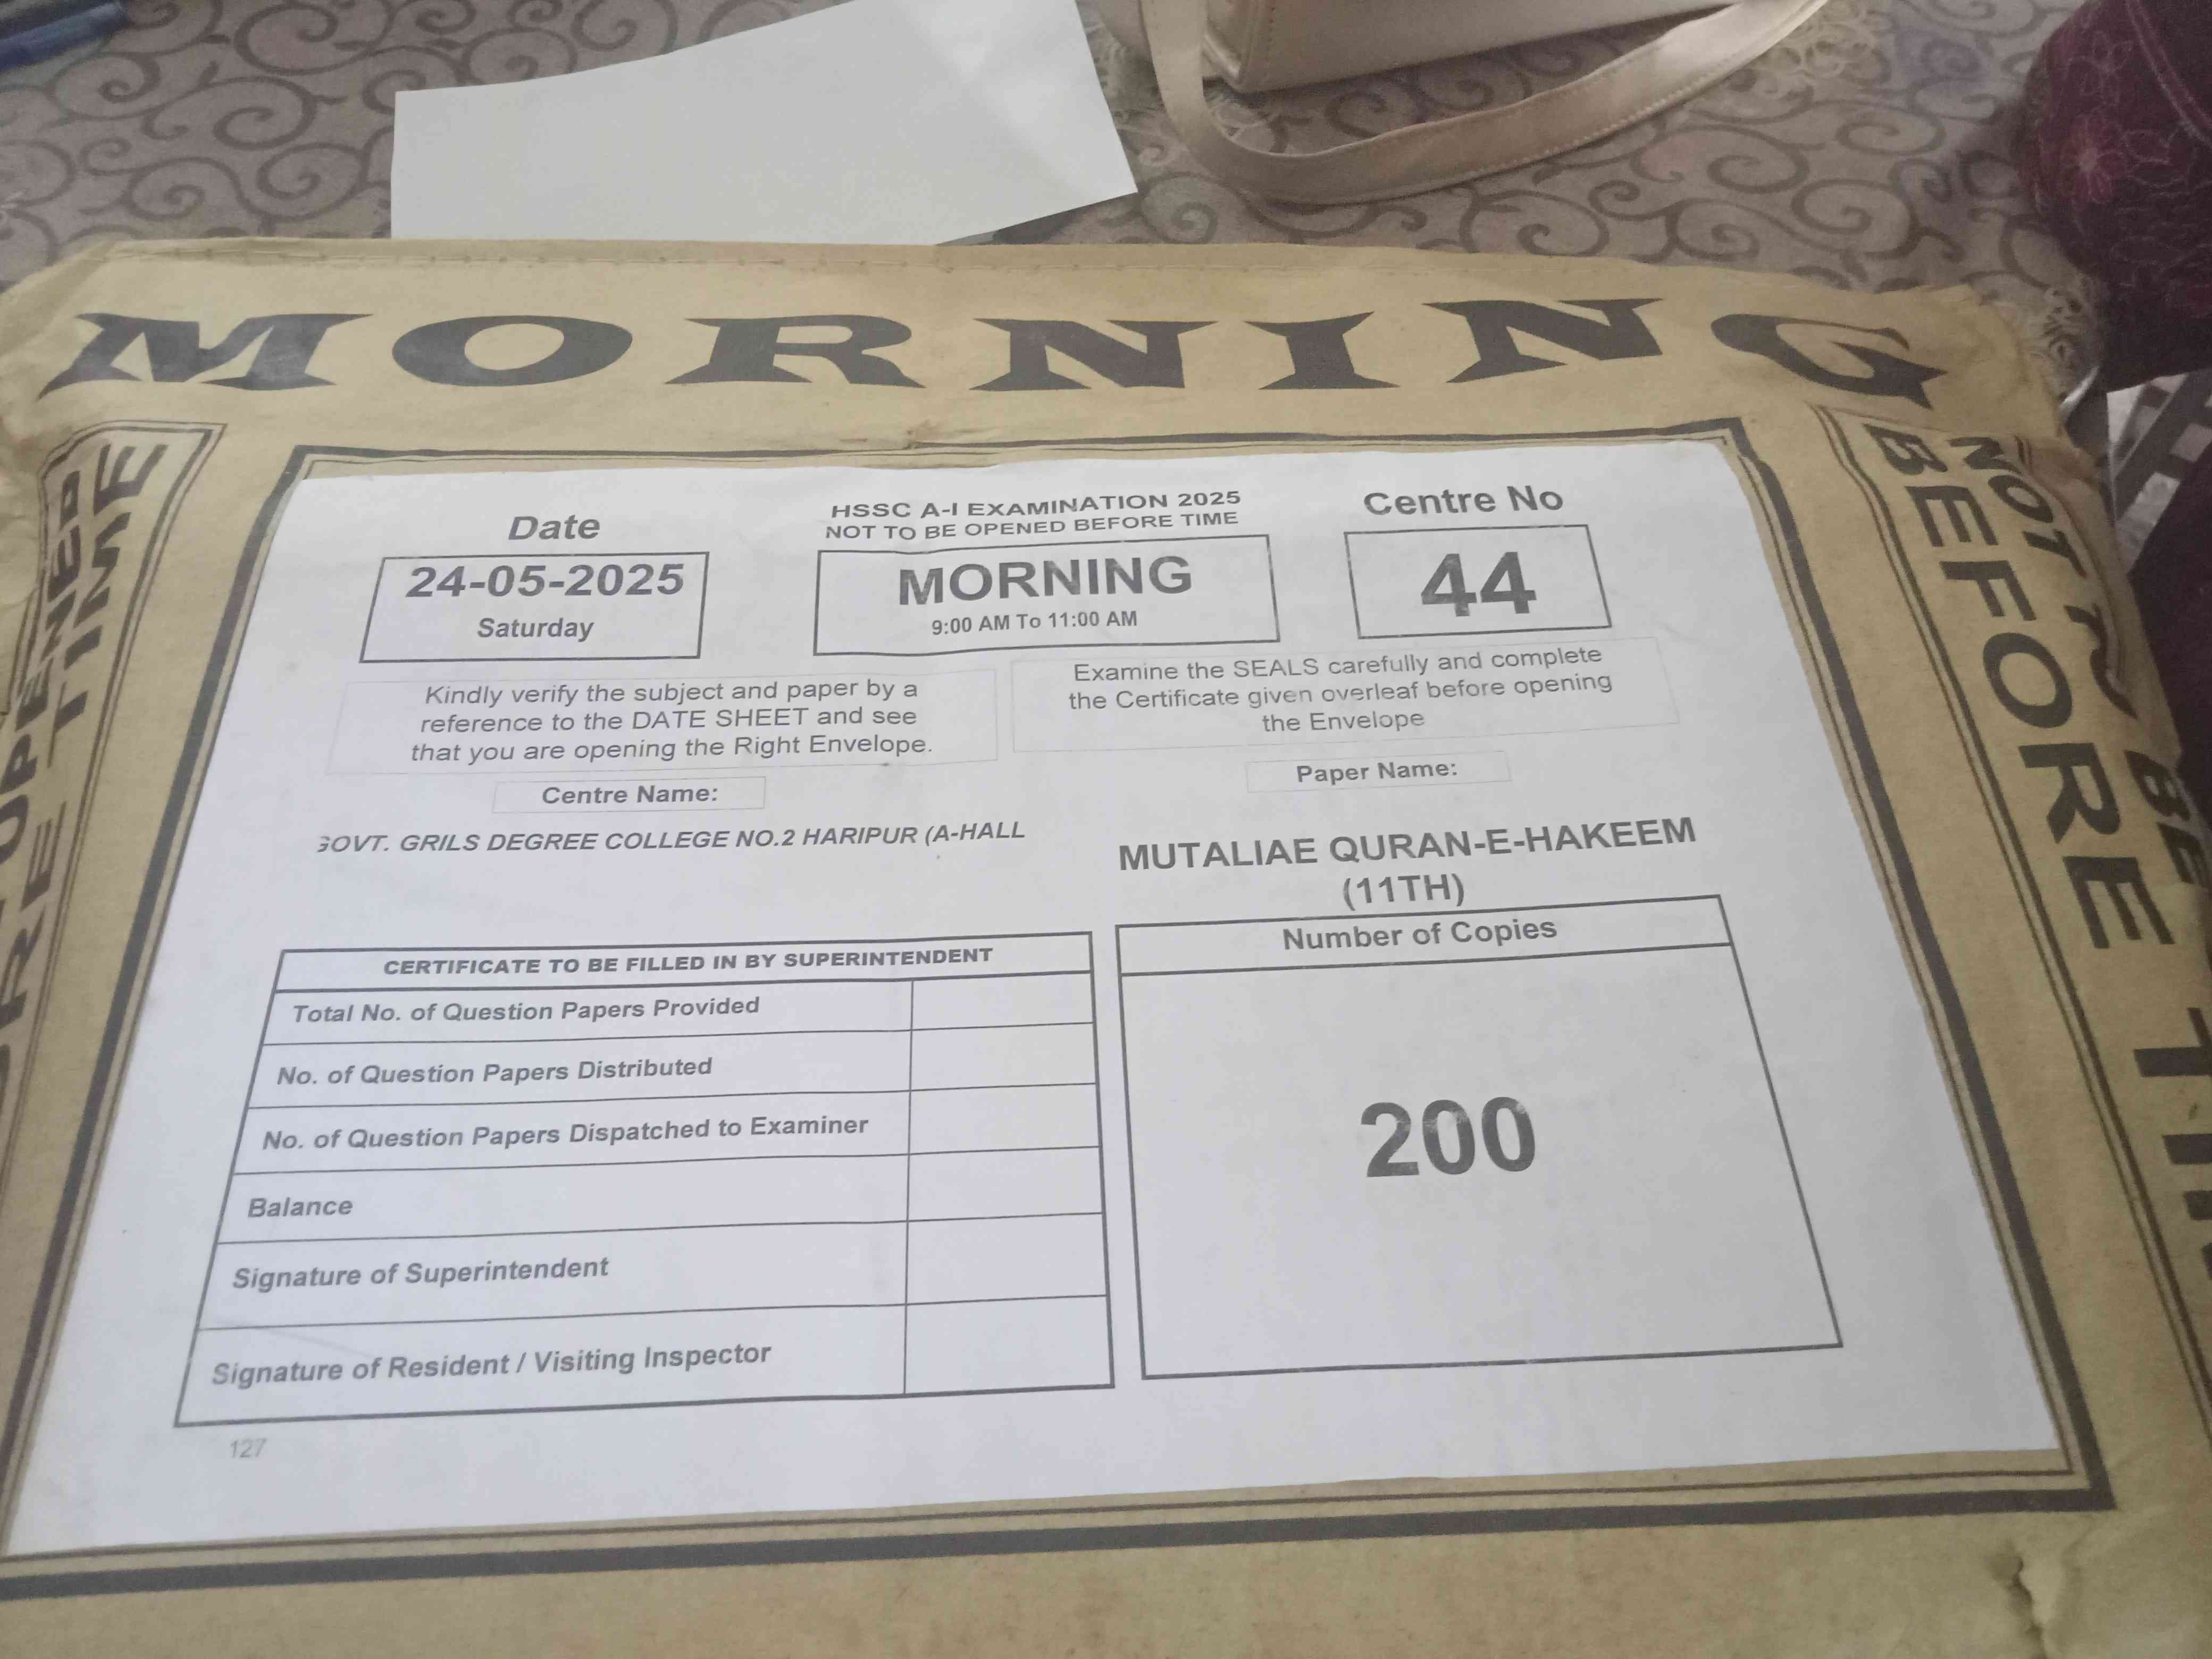 MORNING
OPENED
TIME
NOT TO BE
BEFORE TI
Date
24-05-2025
Saturday
HSSC A-I EXAMINATION 2025
NOT TO BE OPENED BEFORE TIME
MORNING
9:00 AM To 11:00 AM
Centre No
44
Kindly verify the subject and paper by a
reference to the DATE SHEET and see
that you are opening the Right Envelope.
Examine the SEALS carefully and complete
the Certificate given overleaf before opening
the Envelope
Centre Name:
GOVT. GRILS DEGREE COLLEGE NO.2 HARIPUR (A-HALL
Paper Name:
MUTALIAE QURAN-E-HAKEEM
(11TH)
CERTIFICATE TO BE FILLED IN BY SUPERINTENDENT
Total No. of Question Papers Provided
No. of Question Papers Distributed
No. of Question Papers Dispatched to Examiner
Balance
Signature of Superintendent
Signature of Resident / Visiting Inspector
Number of Copies
200
127